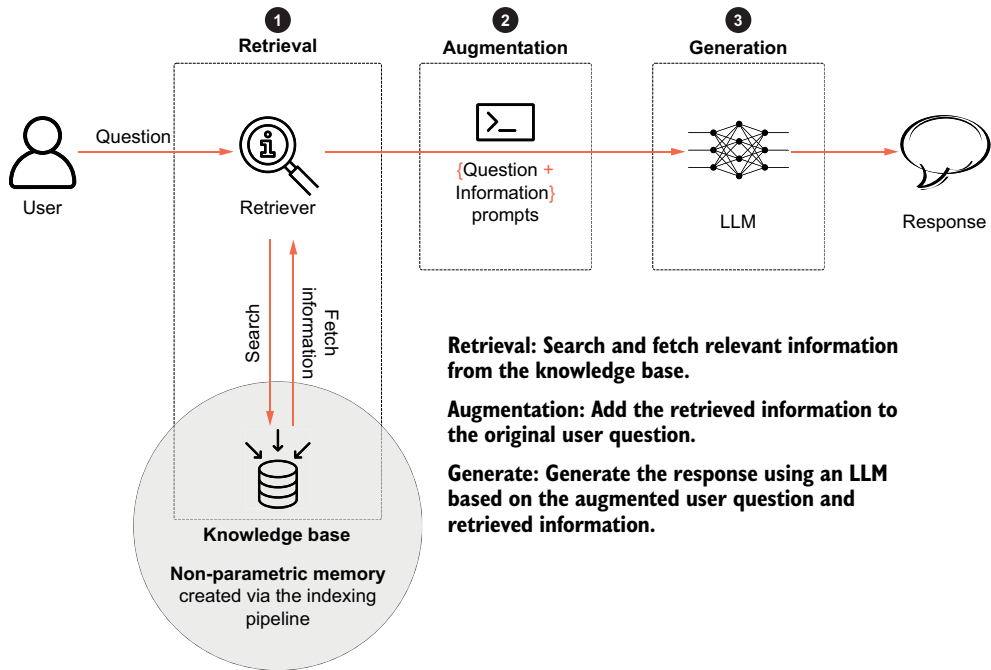 1
Retrieval
2
Augmentation
3
Generation
Question
User
Retriever
>_
{Question +
Information}
prompts
LLM
Response
Search
Fetch
information
Knowledge base
Non-parametric memory
created via the indexing
pipeline
Retrieval: Search and fetch relevant information
from the knowledge base.
Augmentation: Add the retrieved information to
the original user question.
Generate: Generate the response using an LLM
based on the augmented user question and
retrieved information.